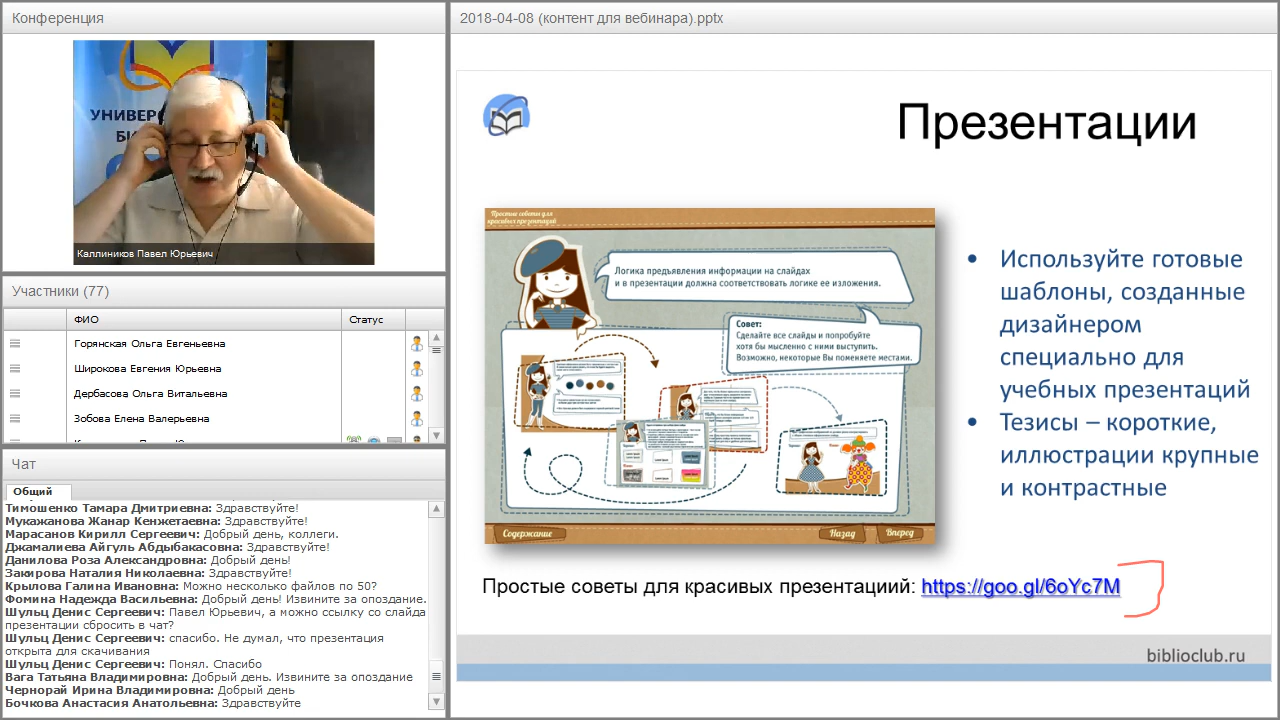 Конференция
УНИВЕР
БИ
Каллиников Павел Юрьевич
Участники (77)
ФИО
Статус
Горецкая Ольга Евгеньевна
Широкова Евгения Юрьевна
Дербасова Ольга Витальевна
Зобова Елена Валерьевна
Чат
Общий
Тимошенко Тамара Дмитриевна: Здравствуйте!
Мукажанова Жанар Кенжетаевна: Здравствуйте!
Марасанов Кирилл Сергеевич: Добрый день, коллеги.
Джамалиева Айгуль Абдыбакасовна: Здравствуйте!
Данилова Роза Александровна: Добрый день!
Закирова Наталия Николаевна: Здравствуйте!
Крылова Галина Ивановна: Можно несколько файлов по 50?
Фомина Надежда Васильевна: Добрый день! Извините за опоздание.
Шульц Денис Сергеевич: Павел Юрьевич, а можно ссылку со слайда
презентации сбросить в чат?
Шульц Денис Сергеевич: спасибо. Не думал, что презентация
открыта для скачивания
Шульц Денис Сергеевич: Понял. Спасибо
Вага Татьяна Владимировна: Добрый день. Извините за опоздание
Чернорай Ирина Владимировна: Добрый день
Бочкова Анастасия Анатольевна: Здравствуйте
2018-04-08 (контент для вебинара).pptx
Презентации
Простые советы для
красивых презентаций
Логика предъявления информации на слайдах
и в презентации должна соответствовать логике ее изложения.
Совет:
Сделайте все слайды и попробуйте
хотя бы мысленно с ними выступить.
Возможно, некоторые Вы поменяете местами.
Содержание
Назад
Вперед
• Используйте готовые
шаблоны, созданные
дизайнером
специально для
учебных презентаций
• Тезисы – короткие,
иллюстрации крупные
и контрастные
Простые советы для красивых презентациий: https://goo.gl/6oYc7M
biblioclub.ru